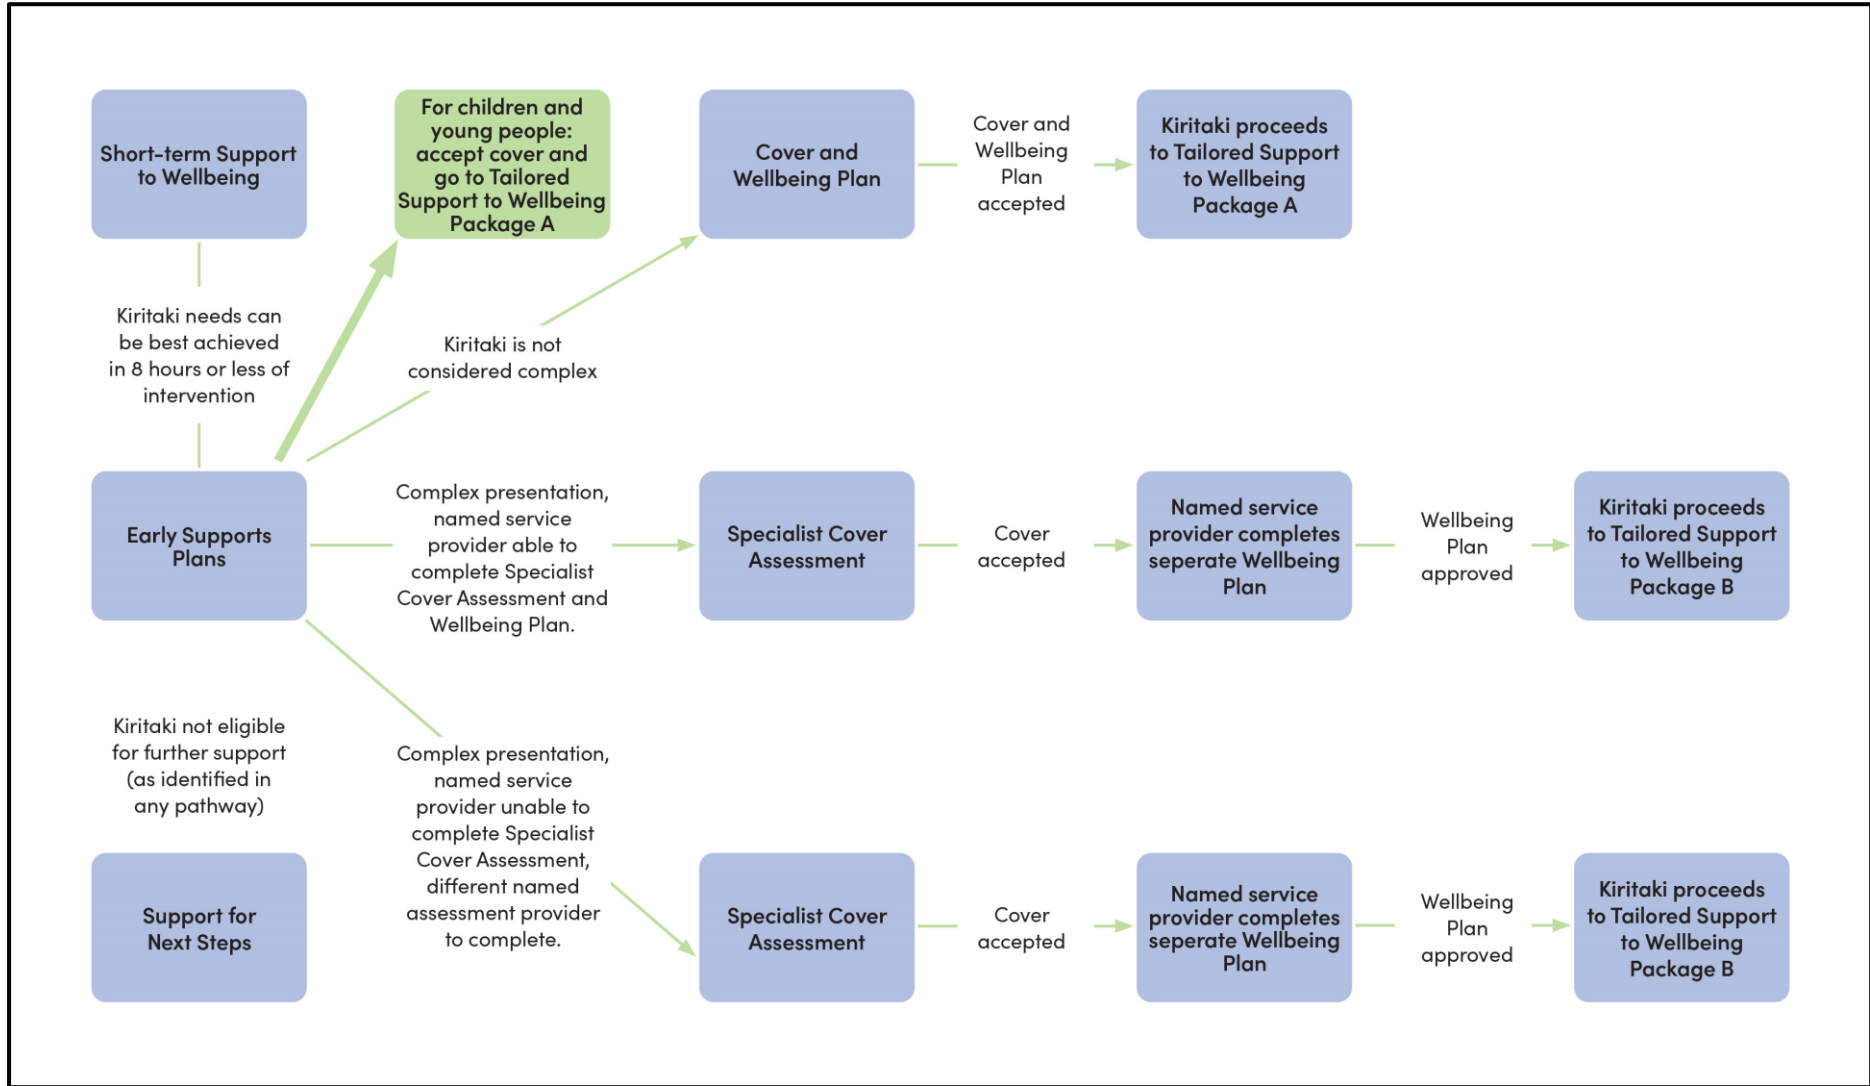 Short-term Support
to Wellbeing
For children and
young people:
accept cover and
go to Tailored
Support to Wellbeing
Package A
Cover and
Wellbeing Plan
Cover and
Wellbeing
Plan
accepted
Kiritaki proceeds
to Tailored Support
to Wellbeing
Package A
Kiritaki needs can
be best achieved
in 8 hours or less of
intervention
Kiritaki is not
considered complex
Early Supports
Plans
Complex presentation,
named service
provider able to
complete Specialist
Cover Assessment and
Wellbeing Plan.
Specialist Cover
Assessment
Cover
accepted
Named service
provider completes
seperate Wellbeing
Plan
Wellbeing
Plan
approved
Kiritaki proceeds
to Tailored Support
to Wellbeing
Package B
Kiritaki not eligible
for further support
(as identified in
any pathway)
Complex presentation,
named service
provider unable to
complete Specialist
Cover Assessment,
different named
assessment provider
to complete.
Support for
Next Steps
Specialist Cover
Assessment
Cover
accepted
Named service
provider completes
seperate Wellbeing
Plan
Wellbeing
Plan
approved
Kiritaki proceeds
to Tailored Support
to Wellbeing
Package B